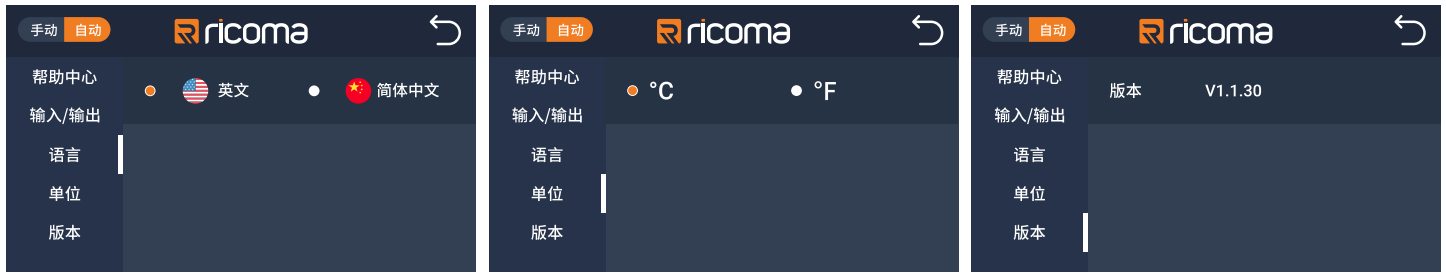 手动 自动
ricoma
帮助中心
输入/输出
语言
单位
版本
英文
简体中文
手动 自动
ricoma
帮助中心
输入/输出
语言
单位
版本
°C
°F
手动 自动
ricoma
帮助中心
输入/输出
语言
单位
版本
版本 V1.1.30